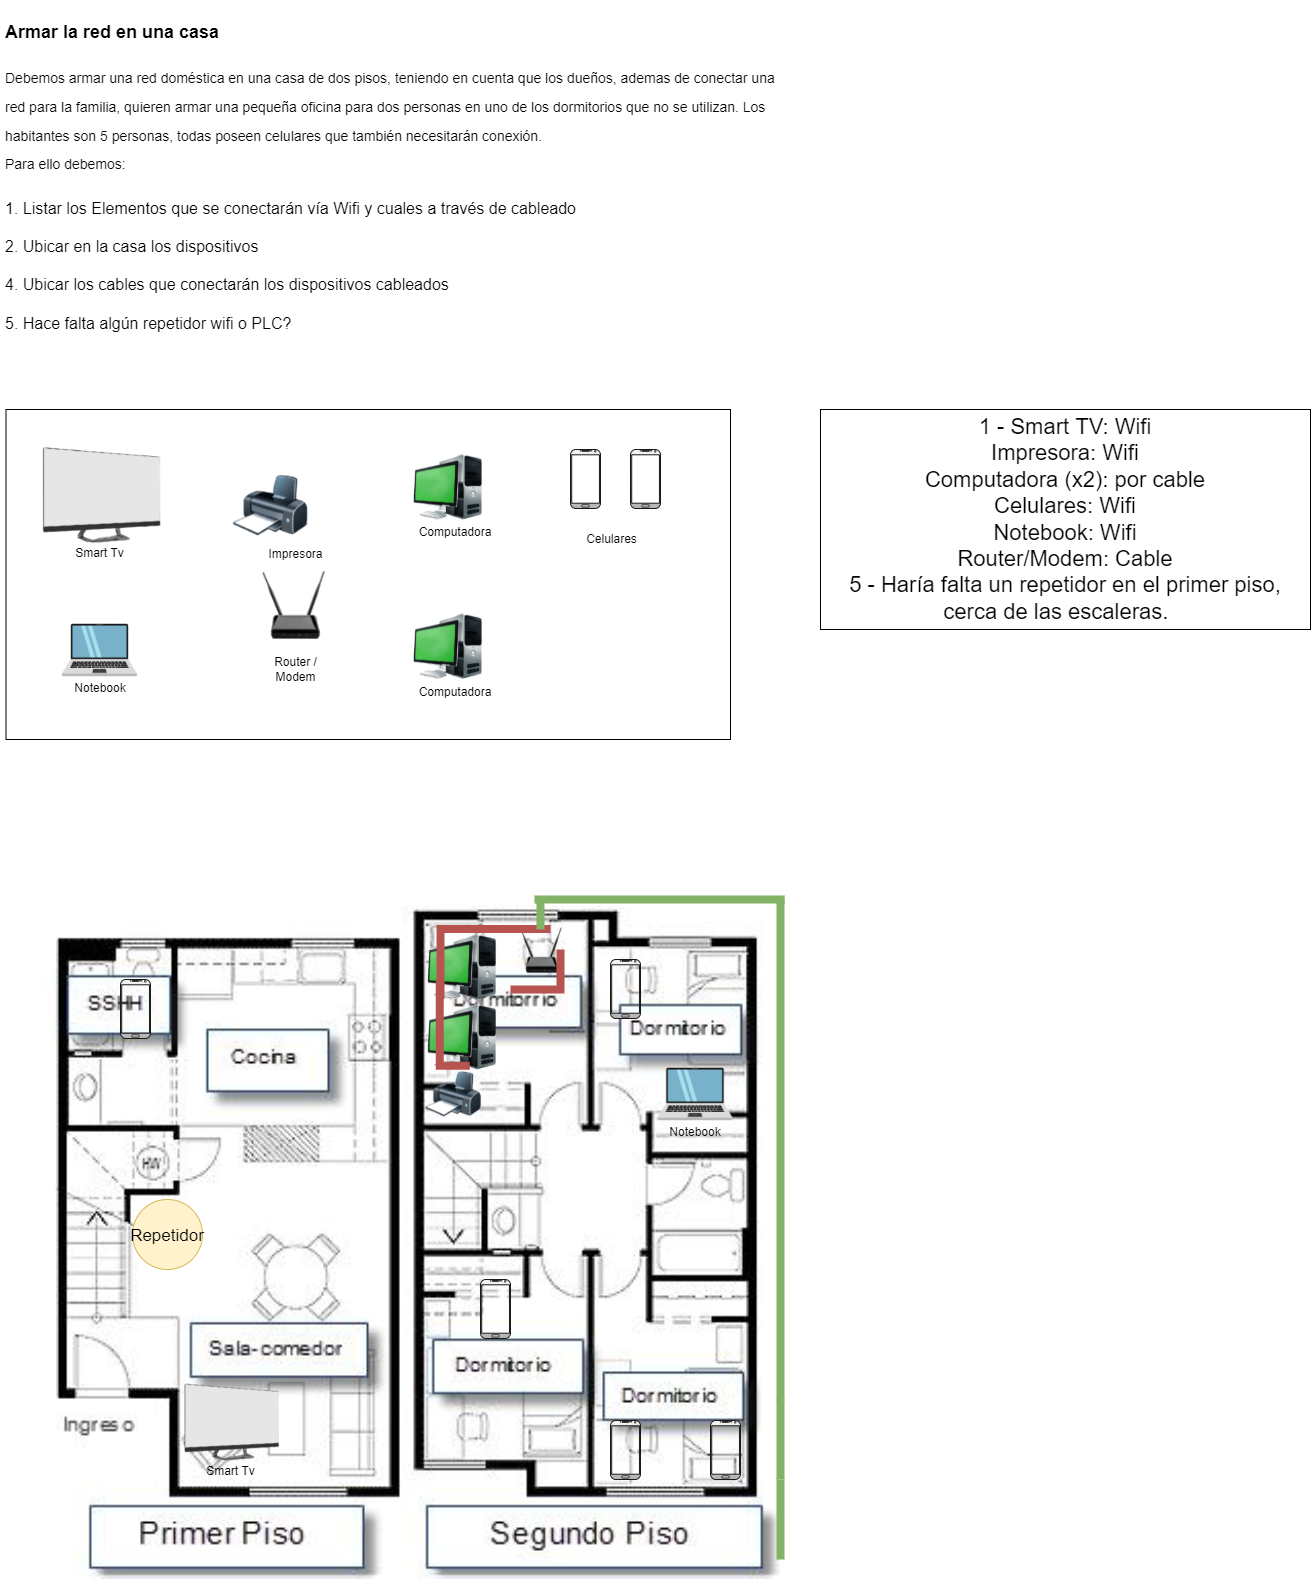 Armar la red en una casa
Debemos armar una red doméstica en una casa de dos pisos, teniendo en cuenta que los dueños, ademas de conectar una
red para la familia, quieren armar una pequeña oficina para dos personas en uno de los dormitorios que no se utilizan. Los
habitantes son 5 personas, todas poseen celulares que también necesitarán conexión.
Para ello debemos:
1. Listar los Elementos que se conectarán vía Wifi y cuales a través de cableado
2. Ubicar en la casa los dispositivos
4. Ubicar los cables que conectarán los dispositivos cableados
5. Hace falta algún repetidor wifi o PLC?
Smart Tv
Impresora
Computadora
Celulares
Notebook
Router /
Modem
Computadora
1 - Smart TV: Wifi
Impresora: Wifi
Computadora (x2): por cable
Celulares: Wifi
Notebook: Wifi
Router/Modem: Cable
5 - Haría falta un repetidor en el primer piso,
cerca de las escaleras.
SSHH
Cocina
HW
Repetidor
Sala-comedor
Ingreso
Smart Tv
Primer Piso
Dormitorrio
Dormitorio
Notebook
Dormitorio
Dormitorio
Segundo Piso